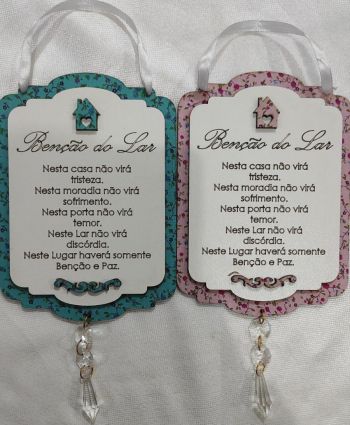 Benção do Lar
Nesta casa não virá
tristeza.
Nesta moradia não virá
sofrimento.
Nesta porta não virá
temor.
Neste Lar não virá
discórdia.
Neste Lugar haverá somente
Benção e Paz.
Benção do Lar
Nesta casa não virá
tristeza.
Nesta moradia não virá
sofrimento.
Nesta porta não virá
temor.
Neste Lar não virá
discórdia.
Neste Lugar haverá somente
Benção e Paz.